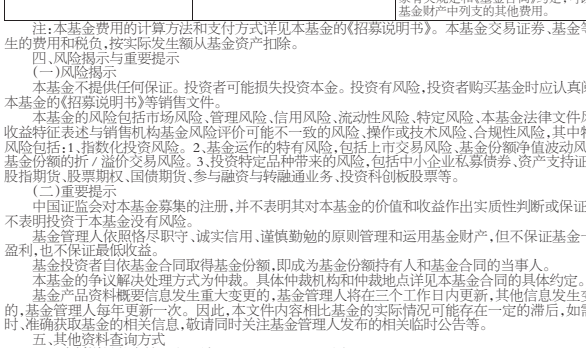 基金财产中列支的其他费用。
注:本基金费用的计算方法和支付方式详见本基金的《招募说明书》。本基金交易证券、基金等
生的费用和税负,按实际发生额从基金资产扣除。
四、风险揭示与重要提示
(一)风险揭示
本基金不提供任何保证。投资者可能损失投资本金。投资有风险,投资者购买基金时应认真阅
本基金的《招募说明书》等销售文件。
本基金的风险包括市场风险、管理风险、信用风险、流动性风险、特定风险、本基金法律文件风
收益特征表述与销售机构基金风险评价可能不一致的风险、操作或技术风险、合规性风险,其中特
风险包括:1、指数化投资风险。2、基金运作的特有风险,包括上市交易风险、基金份额净值波动风
基金份额的折 / 溢价交易风险。3、投资特定品种带来的风险,包括中小企业私募债券、资产支持证
股指期货、股票期权、国债期货、参与融资与转融通业务、投资科创板股票等。
(二)重要提示
中国证监会对本基金募集的注册,并不表明其对本基金的价值和收益作出实质性判断或保证
不表明投资于本基金没有风险。
基金管理人依照恪尽职守、诚实信用、谨慎勤勉的原则管理和运用基金财产,但不保证基金一
盈利,也不保证最低收益。
基金投资者自依基金合同取得基金份额,即成为基金份额持有人和基金合同的当事人。
本基金的争议解决处理方式为仲裁。具体仲裁机构和仲裁地点详见本基金合同的具体约定。
基金产品资料概要信息发生重大变更的,基金管理人将在三个工作日内更新,其他信息发生变
的,基金管理人每年更新一次。因此,本文件内容相比基金的实际情况可能存在一定的滞后,如需
时、准确获取基金的相关信息,敬请同时关注基金管理人发布的相关临时公告等。
五、其他资料查询方式